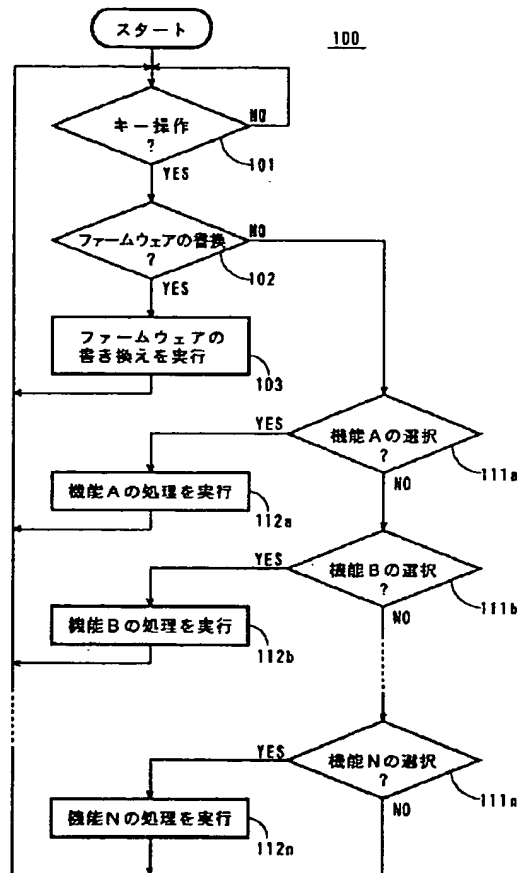 スタート
100
キー操作
?
NO
101
YES
ファームウェアの書換
?
NO
102
YES
ファームウェアの
書き換えを実行
103
機能Aの選択
?
YES
111a
NO
機能Aの処理を実行
112a
機能Bの選択
?
YES
111b
NO
機能Bの処理を実行
112b
機能Nの選択
?
YES
111n
NO
機能Nの処理を実行
112n